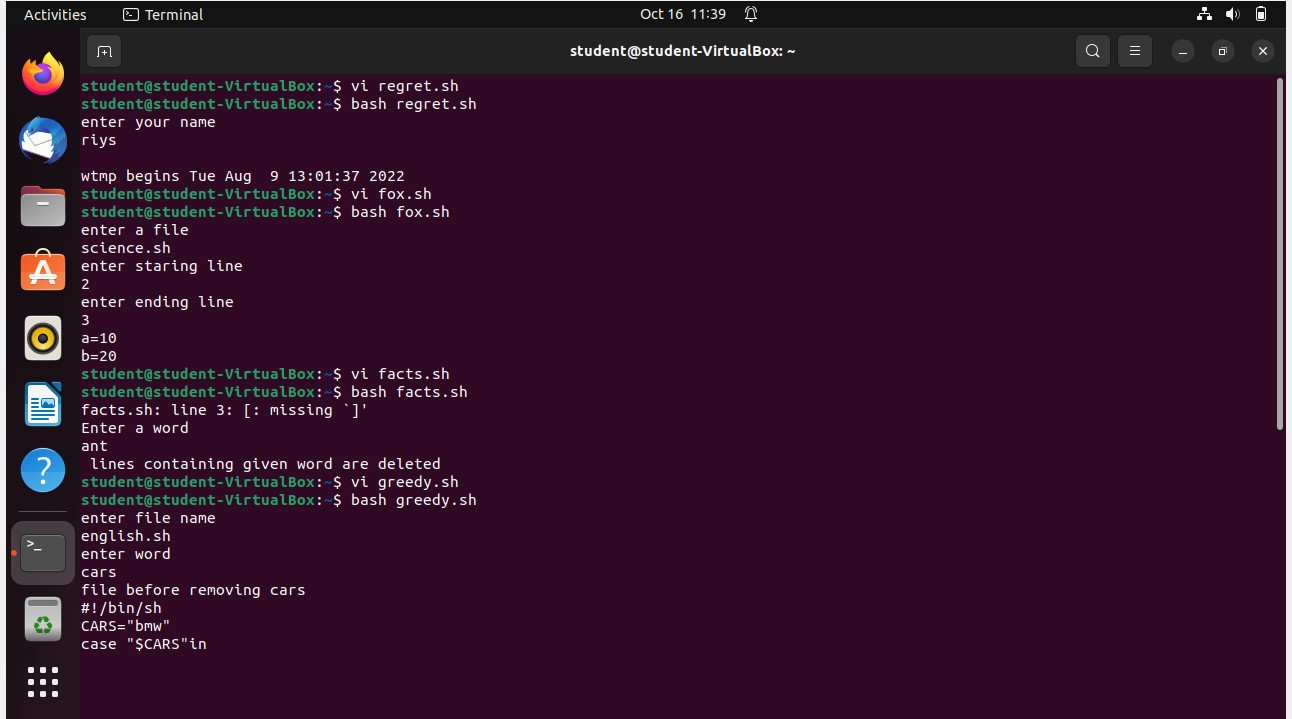 Activities Terminal Oct 16 11:39
student@student-VirtualBox: ~
student@student-VirtualBox:~$ vi regret.sh
student@student-VirtualBox:~$ bash regret.sh
enter your name
riys
wtmp begins Tue Aug  9 13:01:37 2022
student@student-VirtualBox:~$ vi fox.sh
student@student-VirtualBox:~$ bash fox.sh
enter a file
science.sh
enter staring line
2
enter ending line
3
a=10
b=20
student@student-VirtualBox:~$ vi facts.sh
student@student-VirtualBox:~$ bash facts.sh
facts.sh: line 3: [: missing `]'
Enter a word
ant
 lines containing given word are deleted
student@student-VirtualBox:~$ vi greedy.sh
student@student-VirtualBox:~$ bash greedy.sh
enter file name
english.sh
enter word
cars
file before removing cars
#!/bin/sh
CARS="bmw"
case "$CARS"in